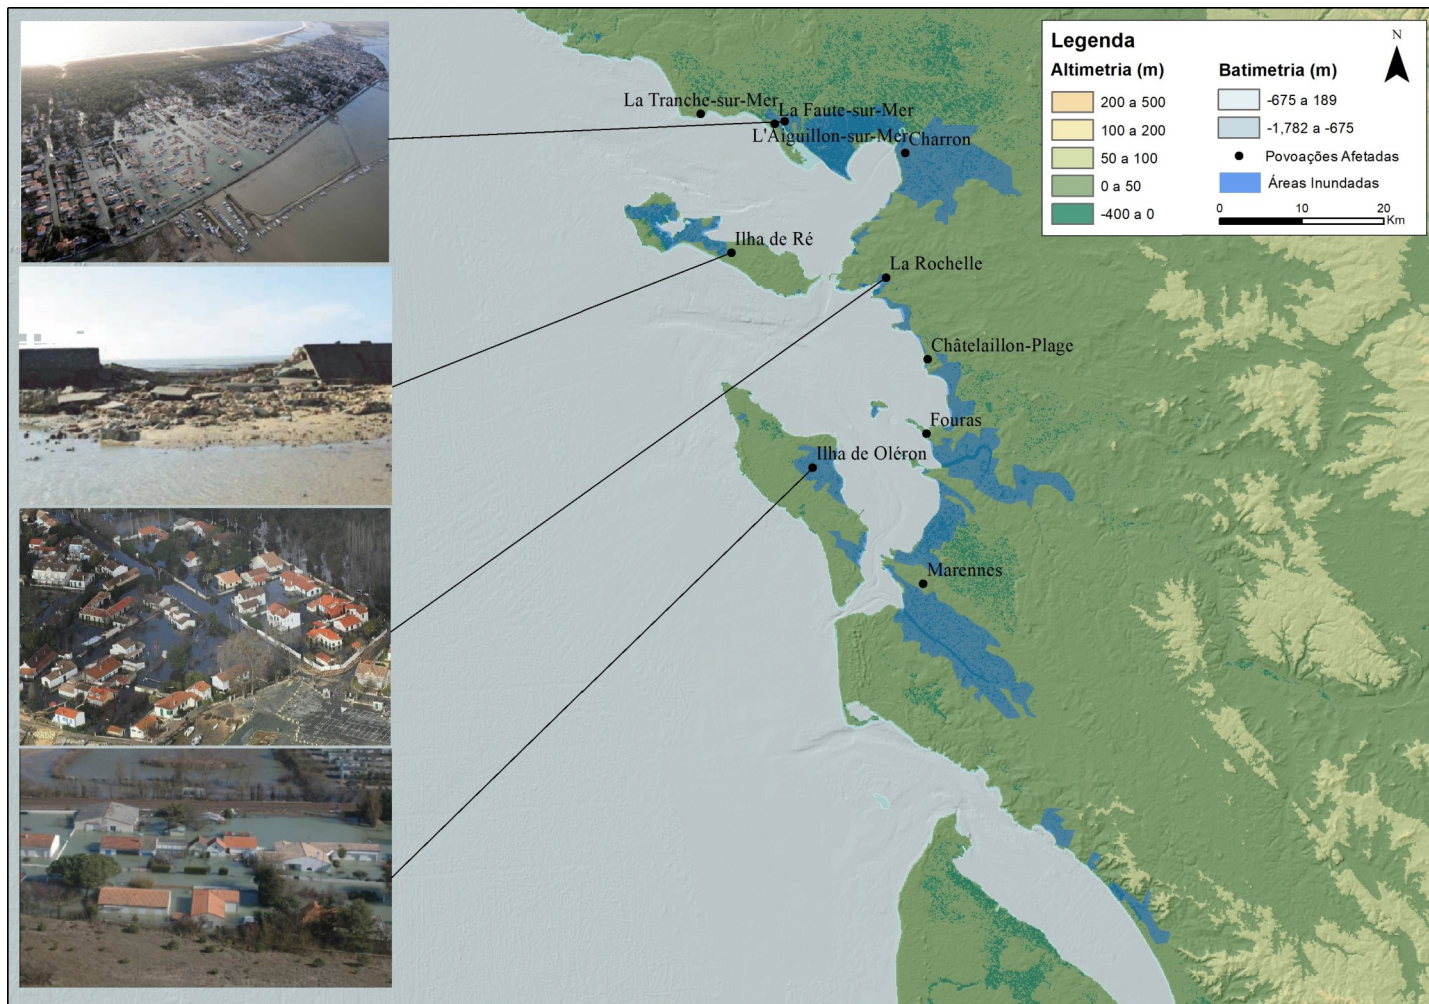 Legenda
Altimetria (m)
200 a 500
100 a 200
50 a 100
0 a 50
-400 a 0
Batimetria (m)
-675 a 189
-1,782 a -675
Povoações Afetadas
Áreas Inundadas
0 10 20
Km
N
La Tranche-sur-Mer
La Faute-sur-Mer
L'Aiguillon-sur-Mer
Charron
Ilha de Ré
La Rochelle
Châtelaillon-Plage
Fouras
Ilha de Oléron
Marennes